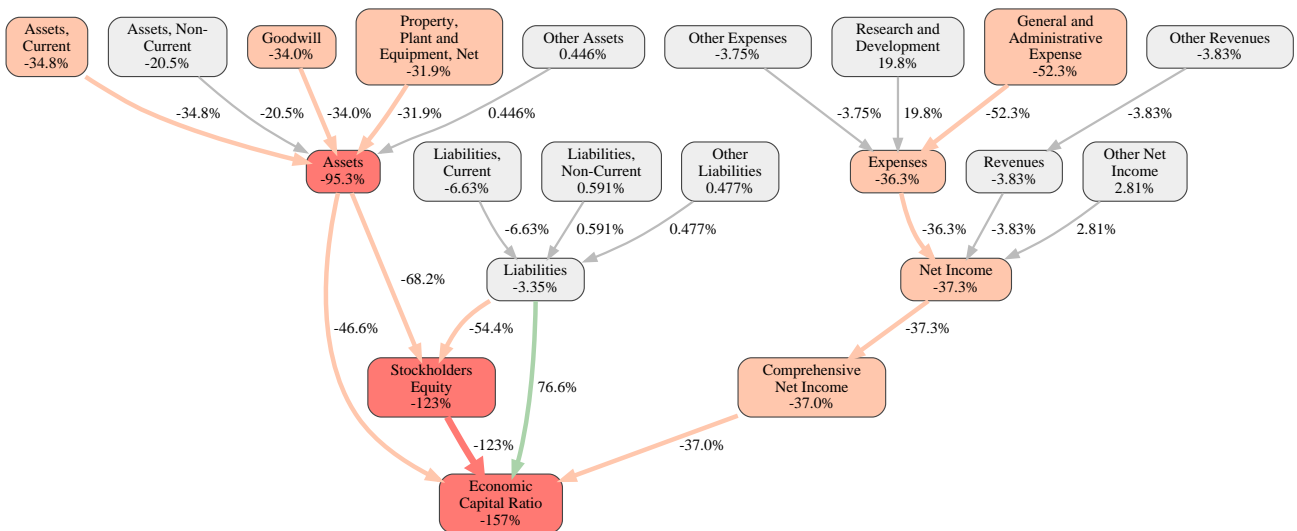 Assets,
Current
-34.8%
Assets, Non-
Current
-20.5%
Goodwill
-34.0%
Property,
Plant and
Equipment, Net
-31.9%
Other Assets
0.446%
Other Expenses
-3.75%
Research and
Development
19.8%
General and
Administrative
Expense
-52.3%
Other Revenues
-3.83%
-34.8%
-20.5%
-34.0%
-31.9%
0.446%
-3.75%
19.8%
-52.3%
-3.83%
Assets
-95.3%
Liabilities,
Current
-6.63%
Liabilities,
Non-Current
0.591%
Other
Liabilities
0.477%
Expenses
-36.3%
Revenues
-3.83%
Other Net
Income
2.81%
-6.63%
0.591%
0.477%
-36.3%
-3.83%
2.81%
Liabilities
-3.35%
Net Income
-37.3%
-68.2%
-46.6%
-54.4%
-37.3%
Stockholders
Equity
-123%
76.6%
Comprehensive
Net Income
-37.0%
-123%
-37.0%
Economic
Capital Ratio
-157%